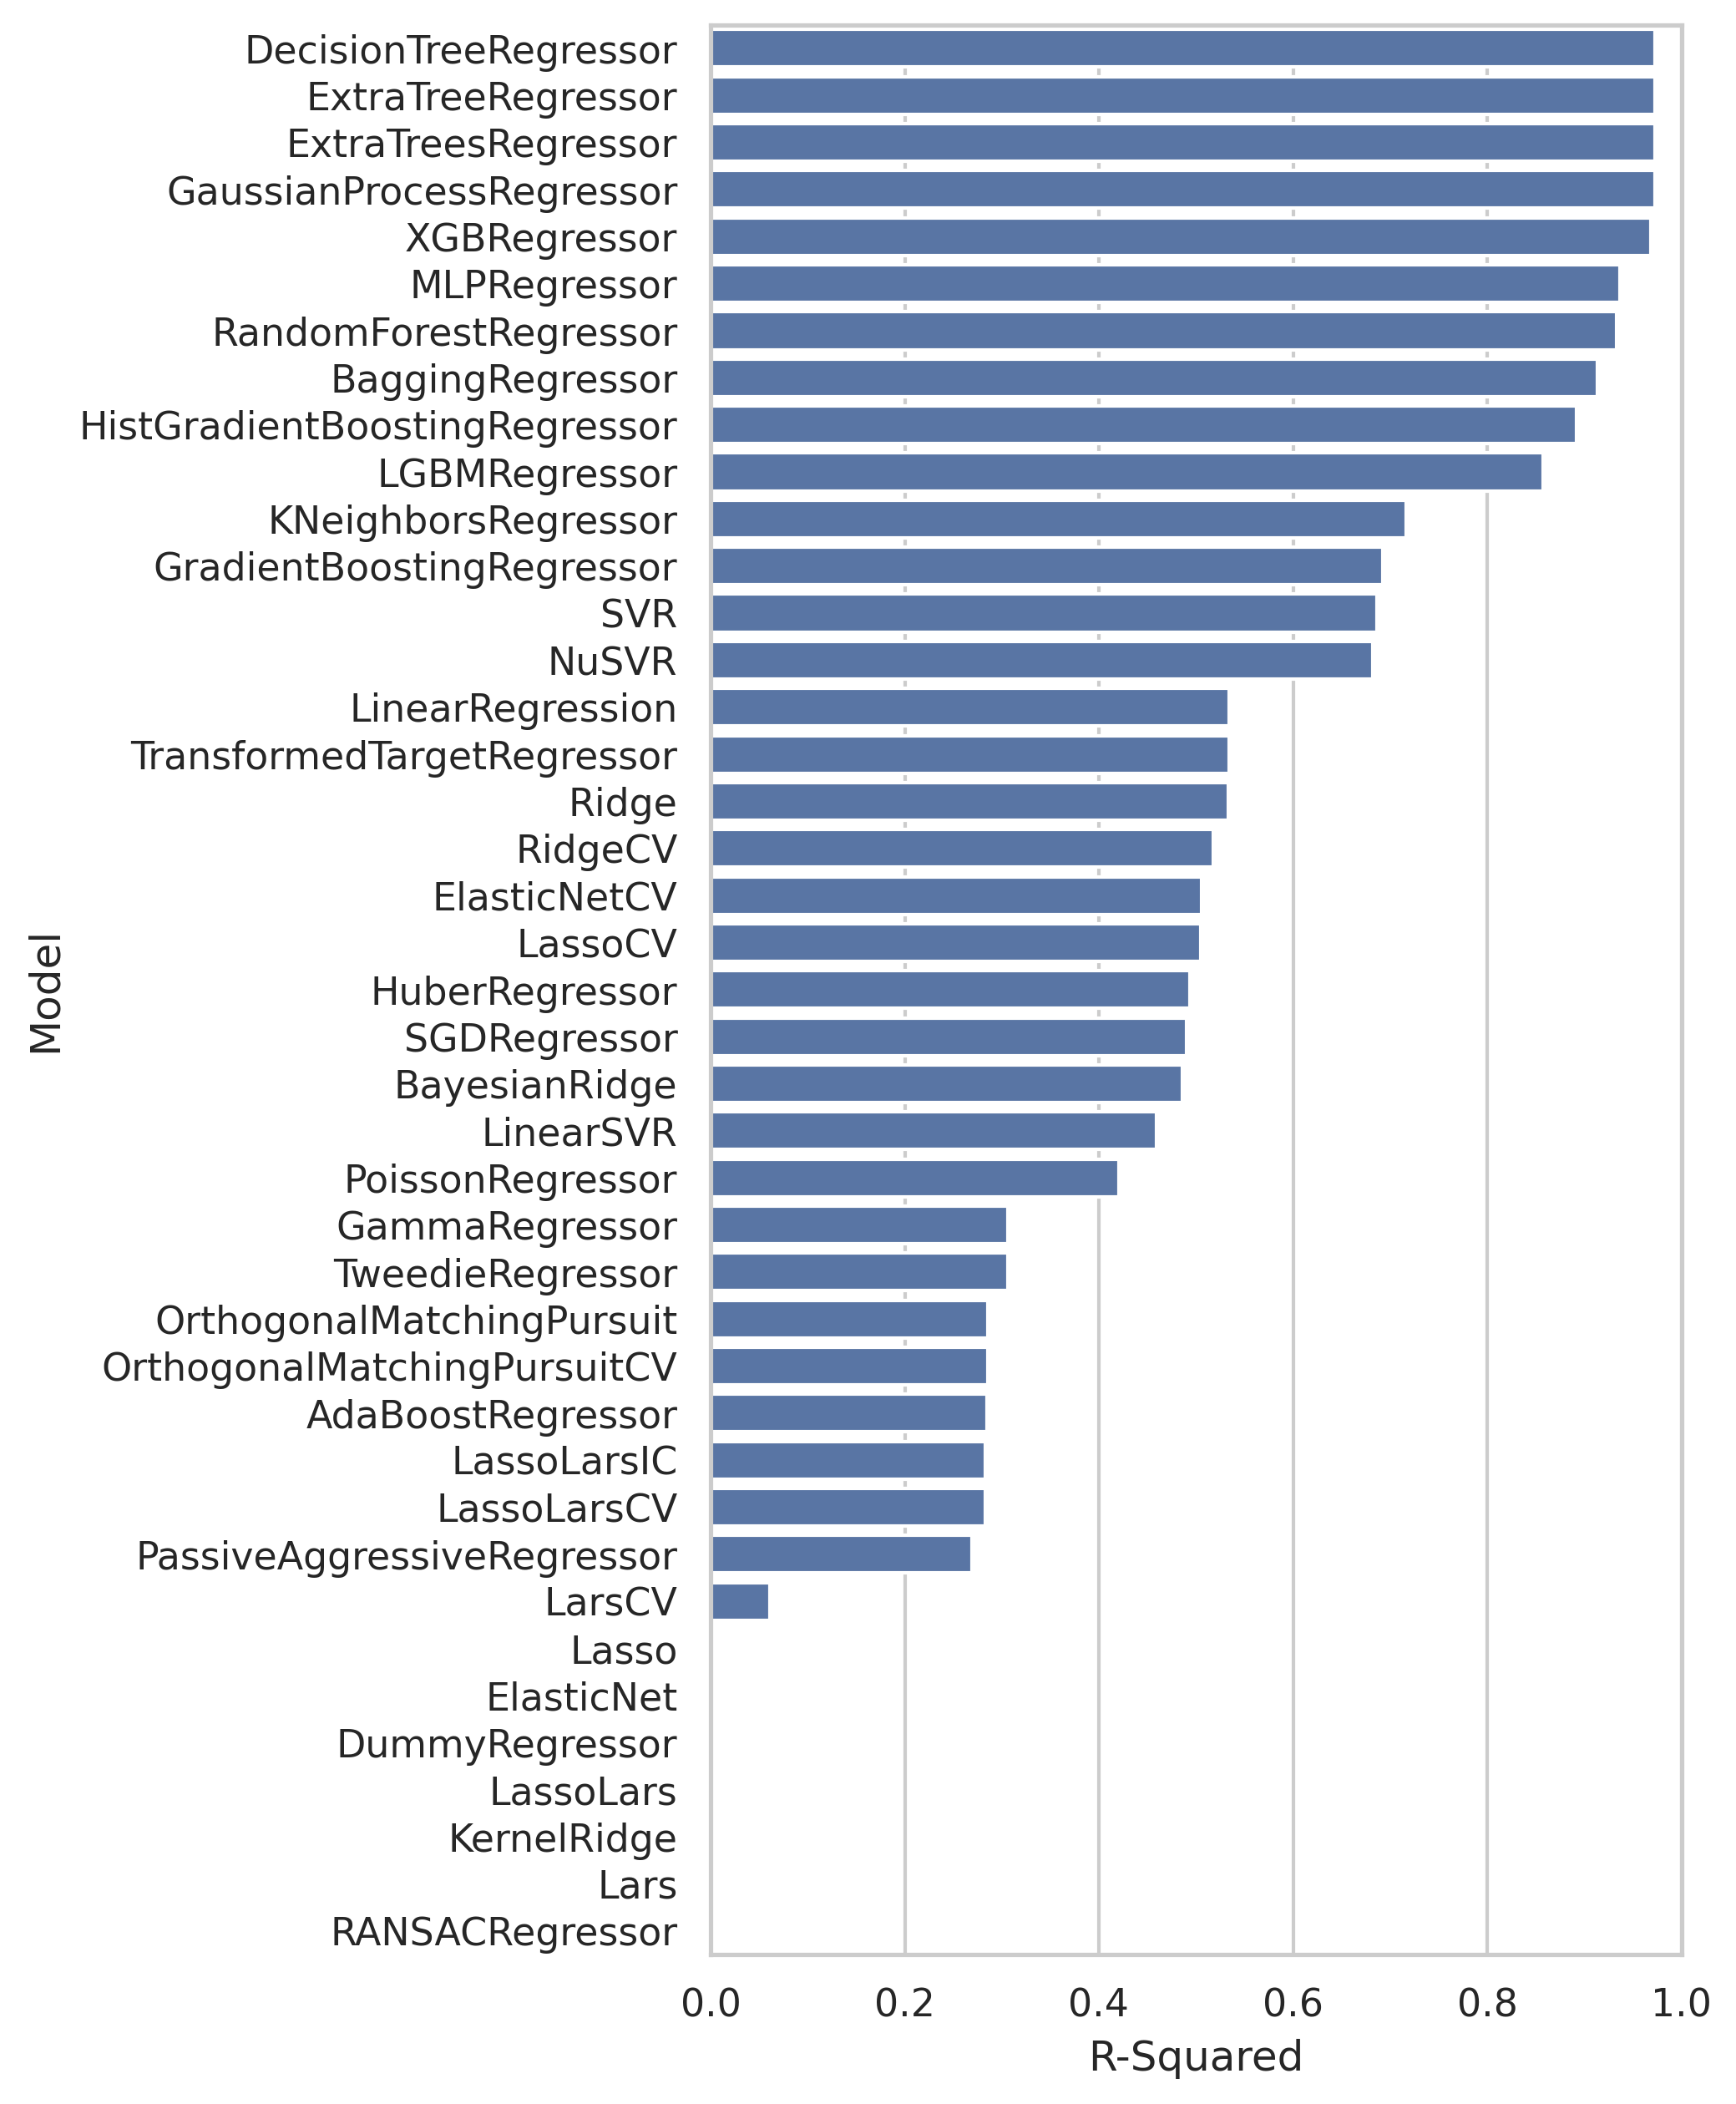 DecisionTreeRegressor
ExtraTreeRegressor
ExtraTreesRegressor
GaussianProcessRegressor
XGBRegressor
MLPRegressor
RandomForestRegressor
BaggingRegressor
HistGradientBoostingRegressor
LGBMRegressor
KNeighborsRegressor
GradientBoostingRegressor
SVR
NuSVR
LinearRegression
TransformedTargetRegressor
Ridge
RidgeCV
ElasticNetCV
LassoCV
HuberRegressor
SGDRegressor
BayesianRidge
LinearSVR
PoissonRegressor
GammaRegressor
TweedieRegressor
OrthogonalMatchingPursuit
OrthogonalMatchingPursuitCV
AdaBoostRegressor
LassoLarsIC
LassoLarsCV
PassiveAggressiveRegressor
LarsCV
Lasso
ElasticNet
DummyRegressor
LassoLars
KernelRidge
Lars
RANSACRegressor
Model
0.0 0.2 0.4 0.6 0.8 1.0
R-Squared